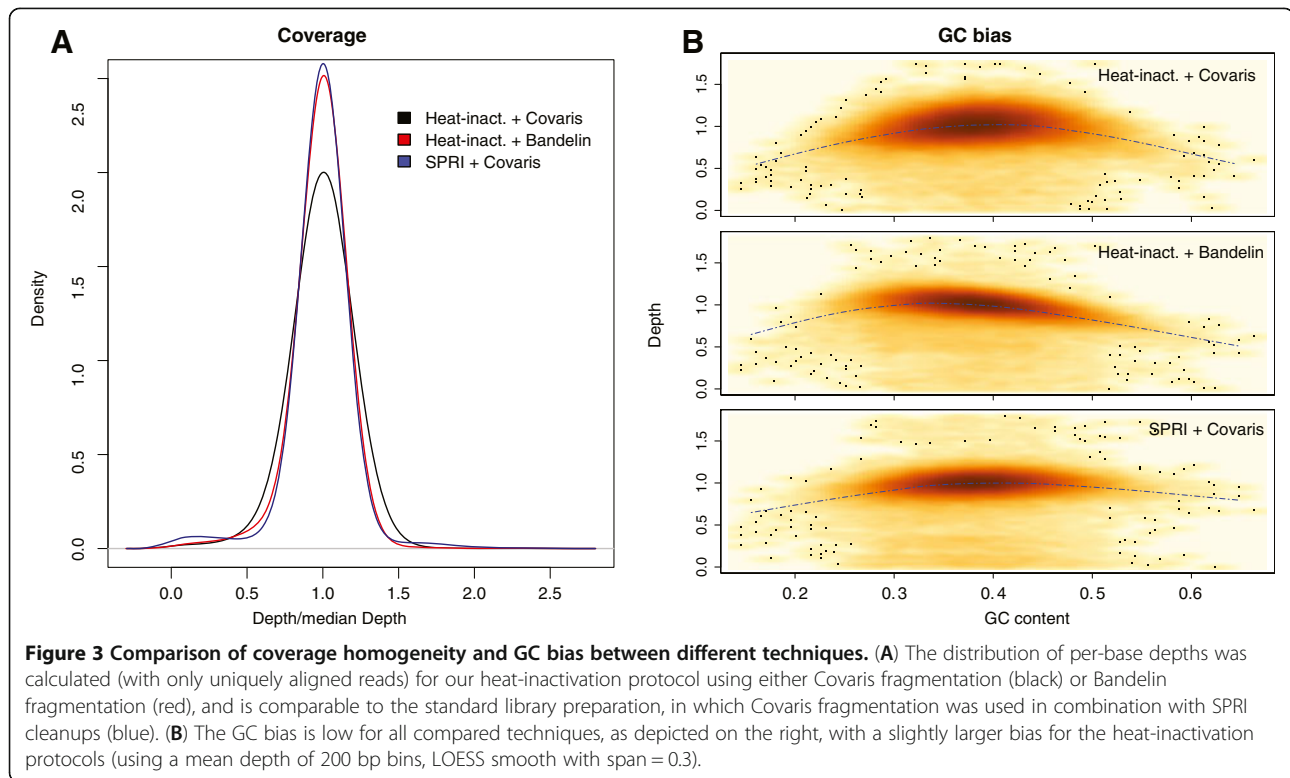 A
Coverage
Density
0.0
0.5
1.0
1.5
2.0
2.5
Heat-inact. + Covaris
Heat-inact. + Bandelin
SPRI + Covaris
0.0 0.5 1.0 1.5 2.0 2.5
Depth/median Depth
B
GC bias
Depth
Heat-inact. + Covaris
0.0 0.5 1.0 1.5
Heat-inact. + Bandelin
0.0 0.5 1.0 1.5
SPRI + Covaris
0.0 0.5 1.0 1.5
0.2 0.3 0.4 0.5 0.6
GC content
Figure 3 Comparison of coverage homogeneity and GC bias between different techniques. (A) The distribution of per-base depths was
calculated (with only uniquely aligned reads) for our heat-inactivation protocol using either Covaris fragmentation (black) or Bandelin
fragmentation (red), and is comparable to the standard library preparation, in which Covaris fragmentation was used in combination with SPRI
cleanups (blue). (B) The GC bias is low for all compared techniques, as depicted on the right, with a slightly larger bias for the heat-inactivation
protocols (using a mean depth of 200 bp bins, LOESS smooth with span = 0.3).